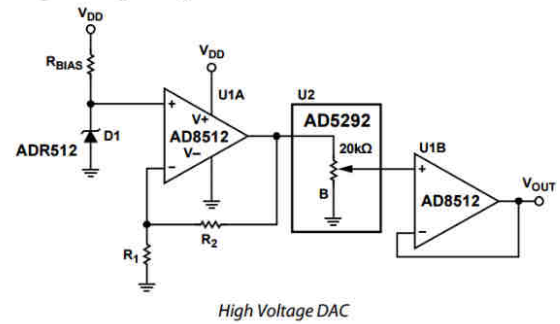 VDD
RBIAS
ADR512
D1
VDD
U1A
+
V+
AD8512
V–
–
R1
R2
U2
AD5292
20kΩ
B
U1B
+
AD8512
–
VOUT
High Voltage DAC